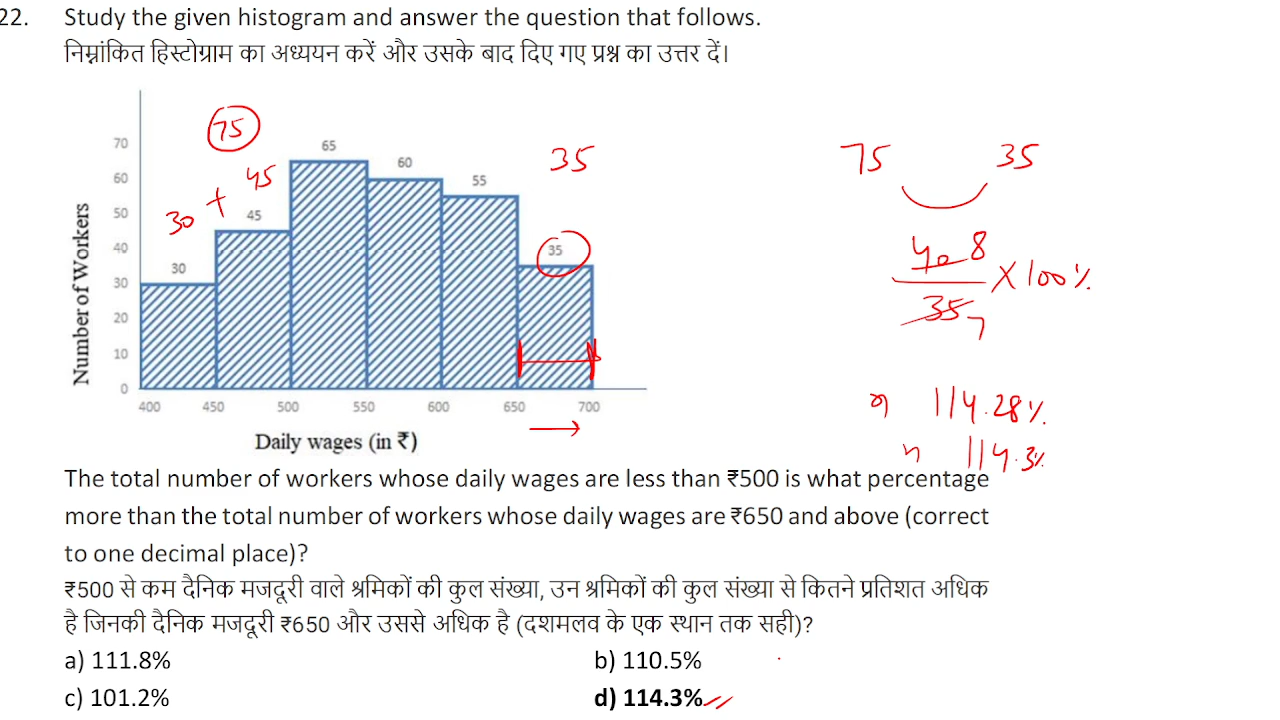 22. Study the given histogram and answer the question that follows.
निम्नांकित हिस्टोग्राम का अध्ययन करें और उसके बाद दिए गए प्रश्न का उत्तर दें।
Number of Workers
70
60
50
40
30
20
10
0
30
45
65
60
55
35
400 450 500 550 600 650 700
Daily wages (in ₹)
75
30 + 45
35
75 35
40 8
35 7
× 100%
114.28%
114.3%
The total number of workers whose daily wages are less than ₹500 is what percentage
more than the total number of workers whose daily wages are ₹650 and above (correct
to one decimal place)?
₹500 से कम दैनिक मजदूरी वाले श्रमिकों की कुल संख्या, उन श्रमिकों की कुल संख्या से कितने प्रतिशत अधिक
है जिनकी दैनिक मजदूरी ₹650 और उससे अधिक है (दशमलव के एक स्थान तक सही)?
a) 111.8% b) 110.5%
c) 101.2% d) 114.3%